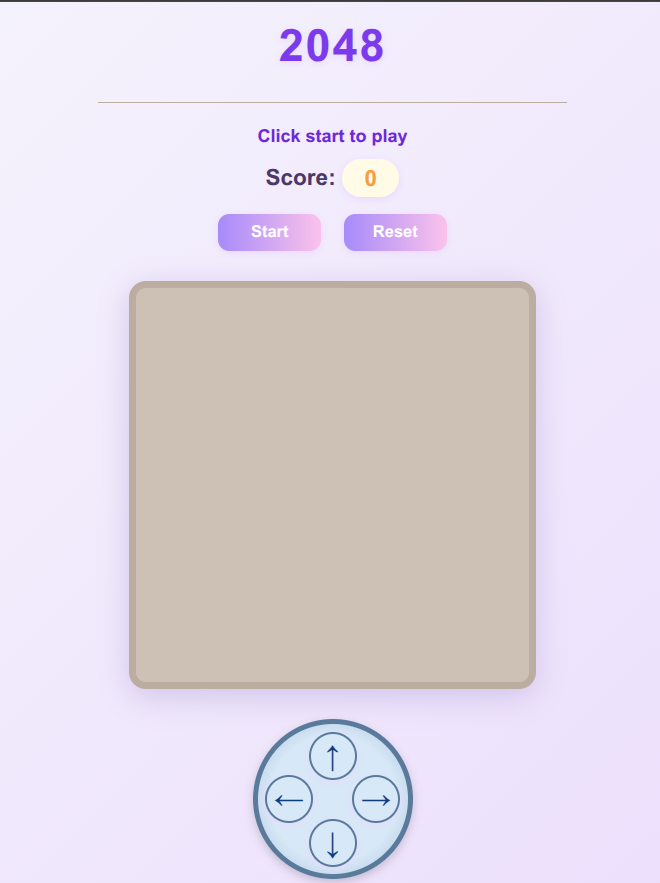 2048
Click start to play
Score: 0
Start Reset
↑
← →
↓